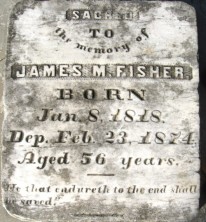 SACRED
TO
the memory of
JAMES M. FISHER.
BORN
Jan. 8, 1818.
Dep. Feb. 23, 1874.
Aged 56 years.
He that endureth to the end shall
be saved.